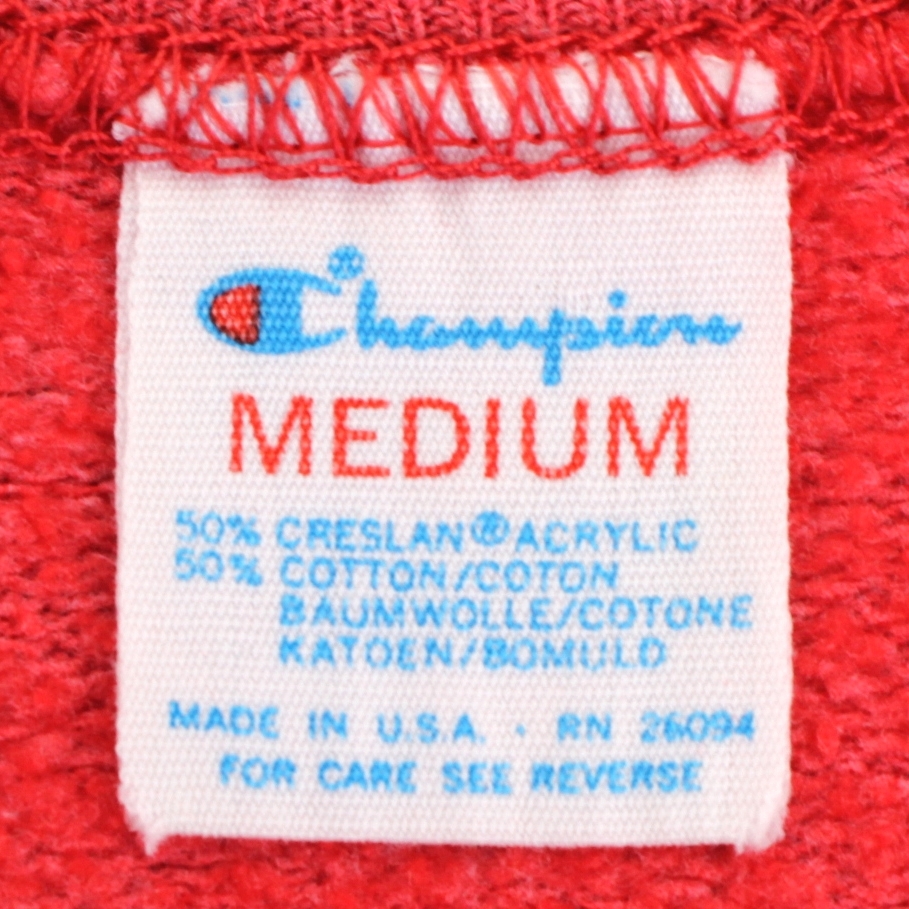 Champion
MEDIUM
50% CRESLAN® ACRYLIC
50% COTTON/COTON
BAUMWOLLE/COTONE
KATOEN/BOMULD
MADE IN U.S.A. · RN 26094
FOR CARE SEE REVERSE